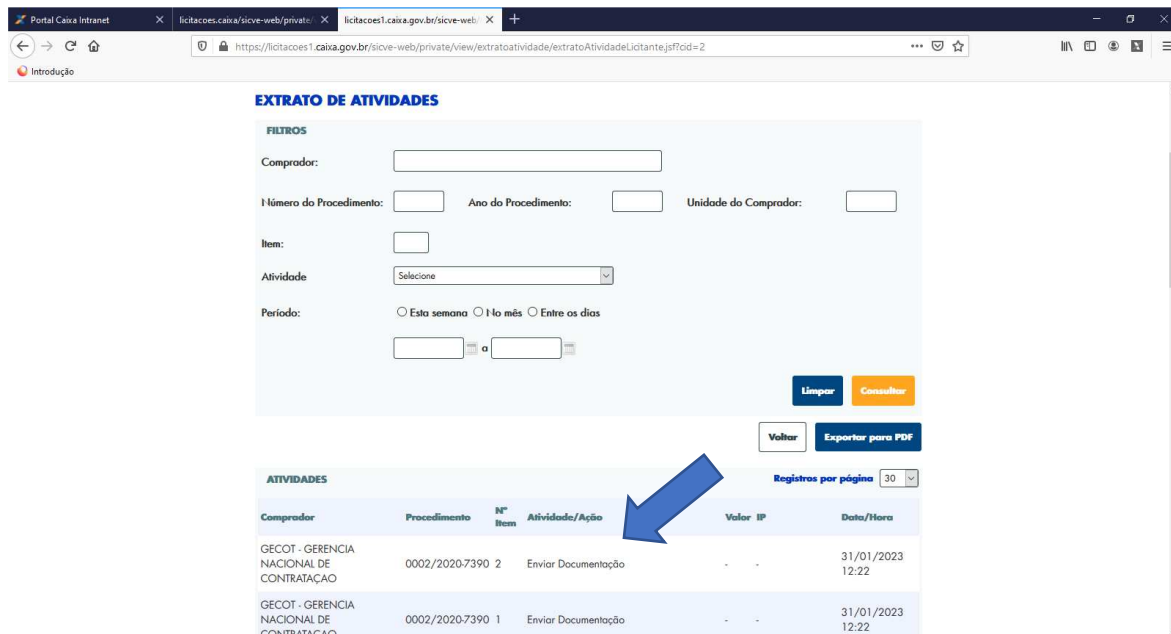 Portal Caixa Intranet
licitacoes.caixa/sicve-web/private/
licitacoes1.caixa.gov.br/sicve-web/
https://licitacoes1.caixa.gov.br/sicve-web/private/view/extratoatividade/extratoAtividadeLicitante.jsf?cid=2
Introdução
EXTRATO DE ATIVIDADES
FILTROS
Comprador:
Número do Procedimento: Ano do Procedimento: Unidade do Comprador:
Item:
Atividade Selecione
Período: Esta semana No mês Entre os dias
a
Limpar Consultar
Voltar Exportar para PDF
ATIVIDADES Registros por página 30
Comprador Procedimento Nº Item Atividade/Ação Valor IP Data/Hora
GECOT - GERENCIA
NACIONAL DE
CONTRATAÇAO
0002/2020-7390 2 Enviar Documentação - - 31/01/2023
12:22
GECOT - GERENCIA
NACIONAL DE
CONTRATAÇAO
0002/2020-7390 1 Enviar Documentação - - 31/01/2023
12:22